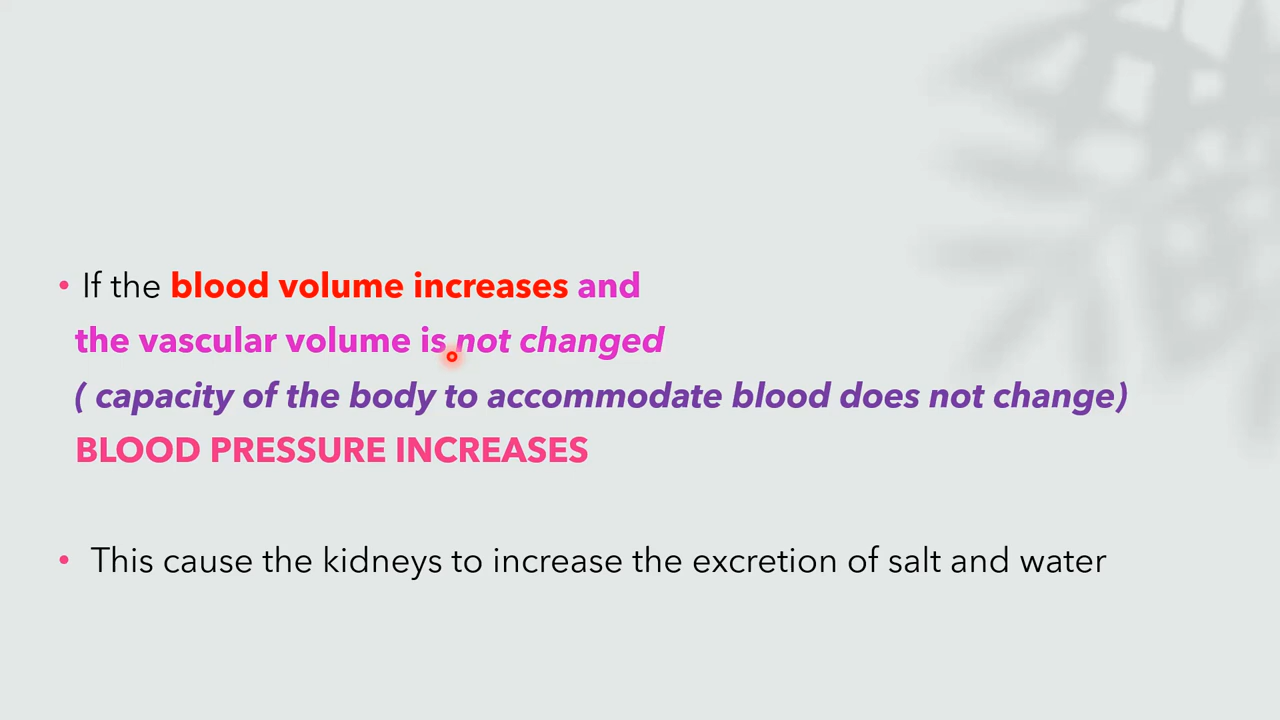 • If the blood volume increases and
the vascular volume is not changed
( capacity of the body to accommodate blood does not change)
BLOOD PRESSURE INCREASES
• This cause the kidneys to increase the excretion of salt and water